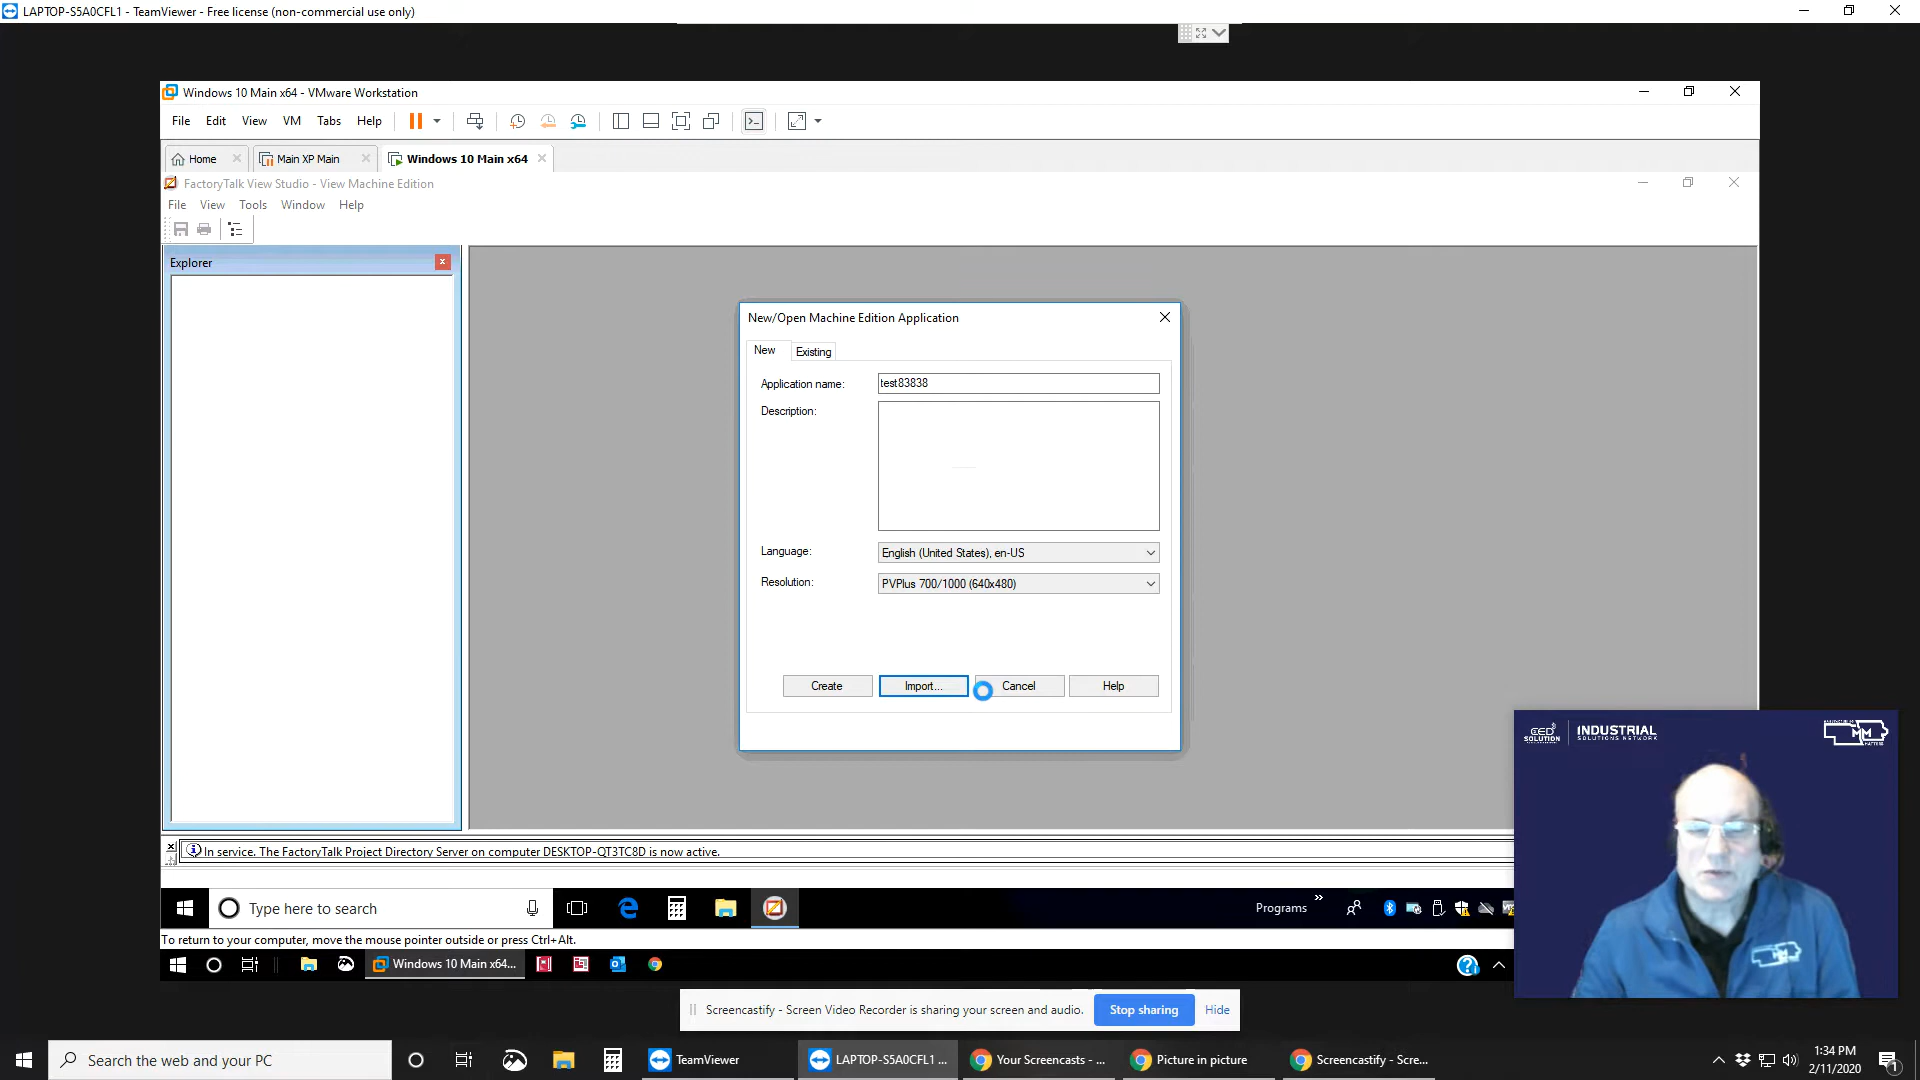 LAPTOP-S5A0CFL1 - TeamViewer - Free license (non-commercial use only)
Windows 10 Main x64 - VMware Workstation
File Edit View VM Tabs Help
Home Main XP Main Windows 10 Main x64
FactoryTalk View Studio - View Machine Edition
File View Tools Window Help
Explorer
New/Open Machine Edition Application
New Existing
Application name: test83838
Description:
Language: English (United States), en-US
Resolution: PVPlus 700/1000 (640x480)
Create Import... Cancel Help
CED
SOLUTION
INDUSTRIAL
SOLUTIONS NETWORK
MM
In service. The FactoryTalk Project Directory Server on computer DESKTOP-QT3TC8D is now active.
Type here to search
Programs
To return to your computer, move the mouse pointer outside or press Ctrl+Alt.
Windows 10 Main x64...
Screencastify - Screen Video Recorder is sharing your screen and audio. Stop sharing Hide
Search the web and your PC
TeamViewer
LAPTOP-S5A0CFL1 ...
Your Screencasts - ...
Picture in picture
Screencastify - Scre...
1:34 PM
2/11/2020
1